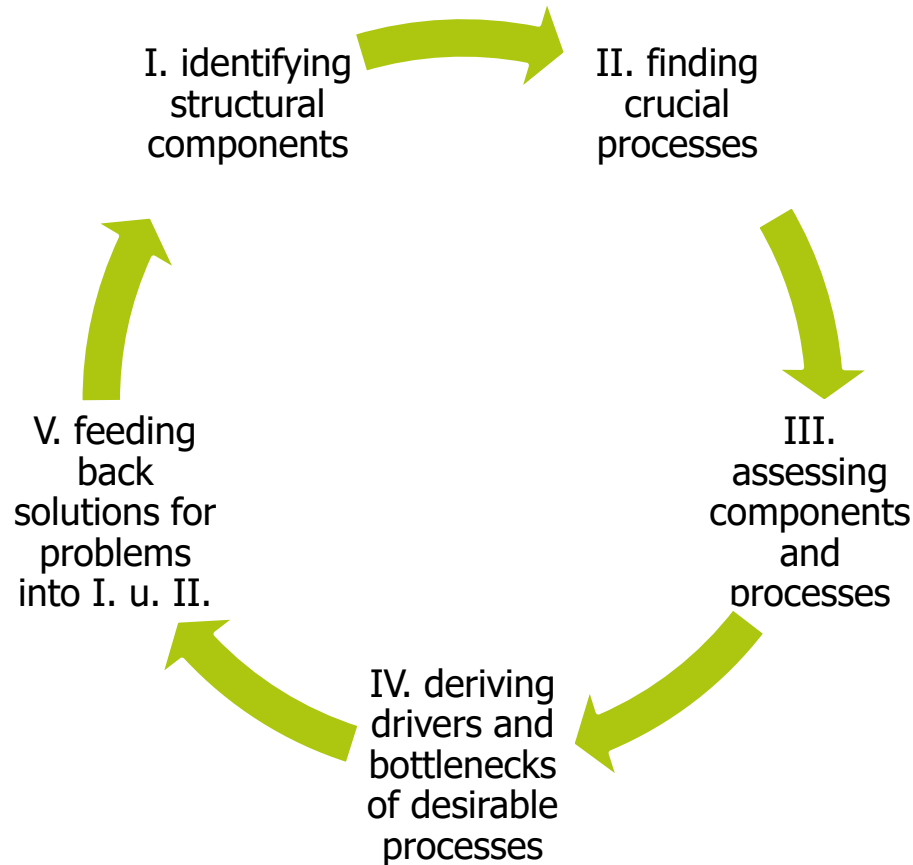 I. identifying
structural
components
II. finding
crucial
processes
III.
assessing
components
and
processes
IV. deriving
drivers and
bottlenecks
of desirable
processes
V. feeding
back
solutions for
problems
into I. u. II.